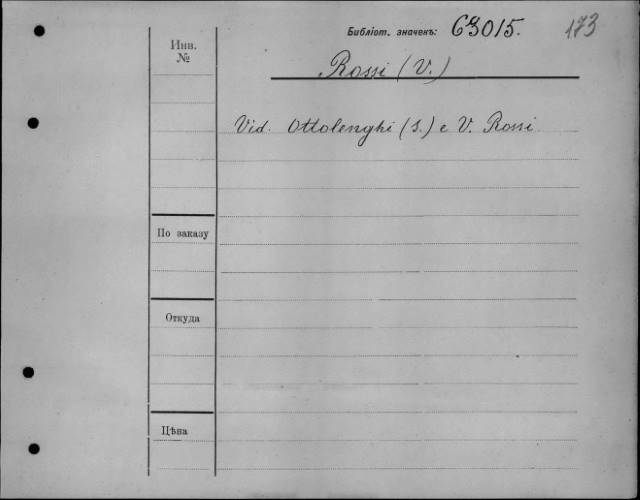 Библіот. значекъ: 63015. 173
Инв.
№
Rossi (V.)
Vid. Ottolenghi (S.) e V. Rossi.
По заказу
Откуда
Цѣна